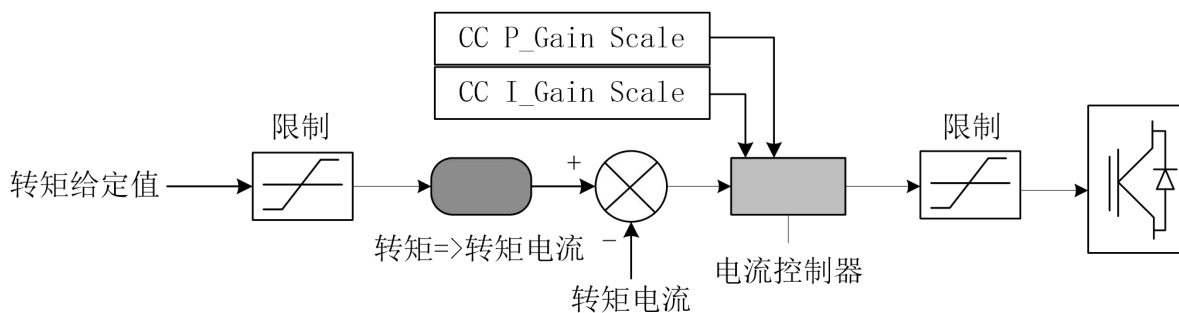 CC P_Gain Scale
CC I_Gain Scale
限制
限制
转矩给定值
+
−
转矩=>转矩电流
电流控制器
转矩电流